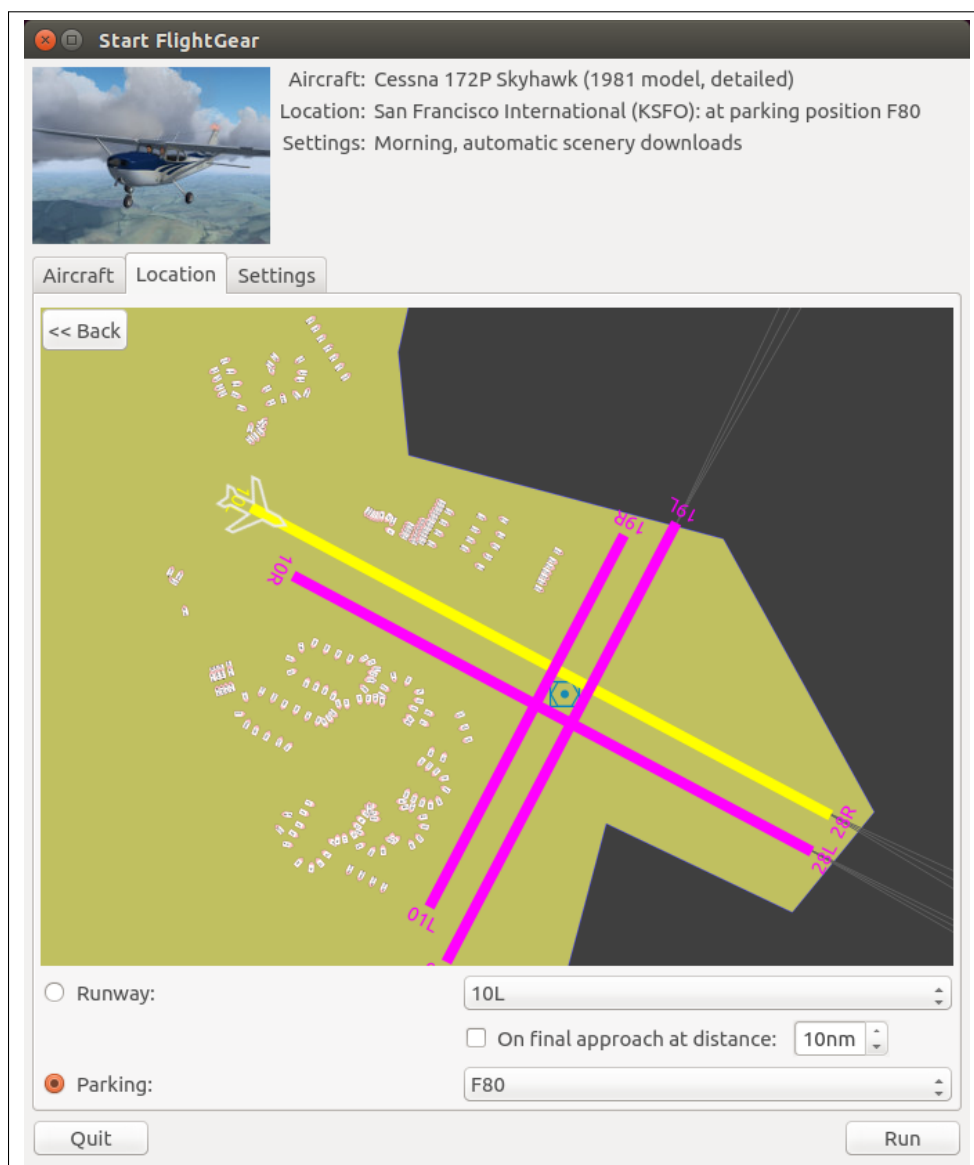 Start FlightGear
Aircraft: Cessna 172P Skyhawk (1981 model, detailed)
Location: San Francisco International (KSFO): at parking position F80
Settings: Morning, automatic scenery downloads
Aircraft
Location
Settings
<< Back
10L
19R
19L
10R
28R
28L
01L
Runway:
10L
On final approach at distance:
10nm
Parking:
F80
Quit
Run